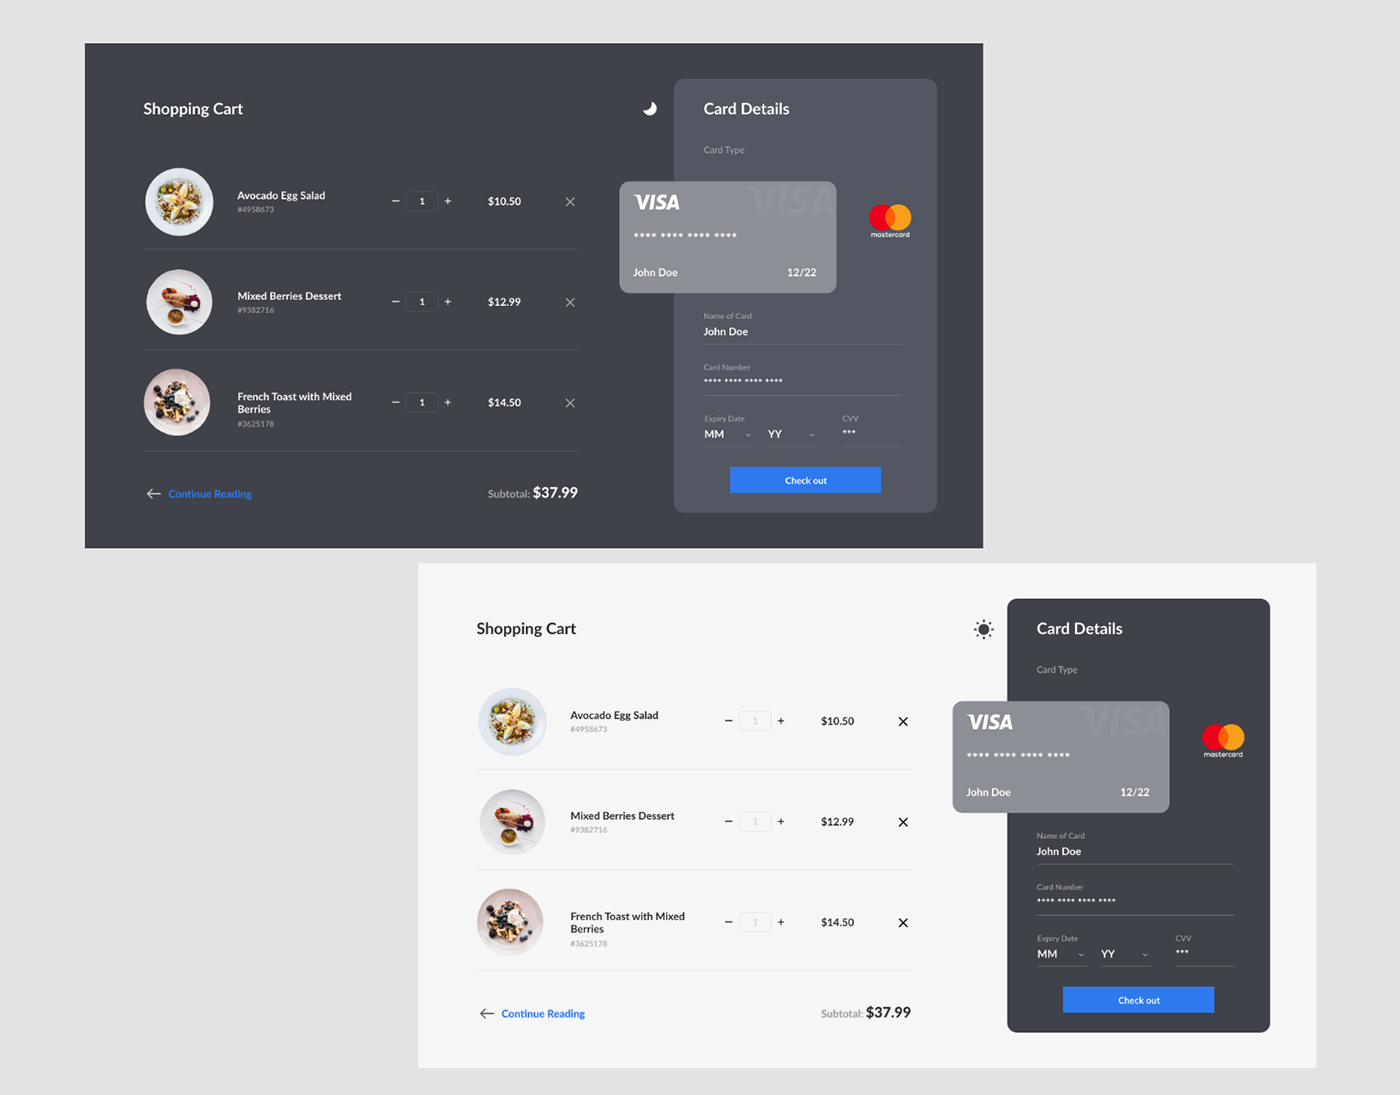 Shopping Cart
Avocado Egg Salad
#4958673
− 1 +
$10.50
Mixed Berries Dessert
#9382716
− 1 +
$12.99
French Toast with Mixed
Berries
#3625178
− 1 +
$14.50
Continue Reading
Subtotal: $37.99
Card Details
Card Type
VISA
VISA
**** **** **** ****
John Doe
12/22
mastercard
Name of Card
John Doe
Card Number
**** **** **** ****
Expiry Date
CVV
MM
YY
***
Check out
Shopping Cart
Avocado Egg Salad
#4958673
− 1 +
$10.50
Mixed Berries Dessert
#9382716
− 1 +
$12.99
French Toast with Mixed
Berries
#3625178
− 1 +
$14.50
Continue Reading
Subtotal: $37.99
Card Details
Card Type
VISA
VISA
**** **** **** ****
John Doe
12/22
mastercard
Name of Card
John Doe
Card Number
**** **** **** ****
Expiry Date
CVV
MM
YY
***
Check out